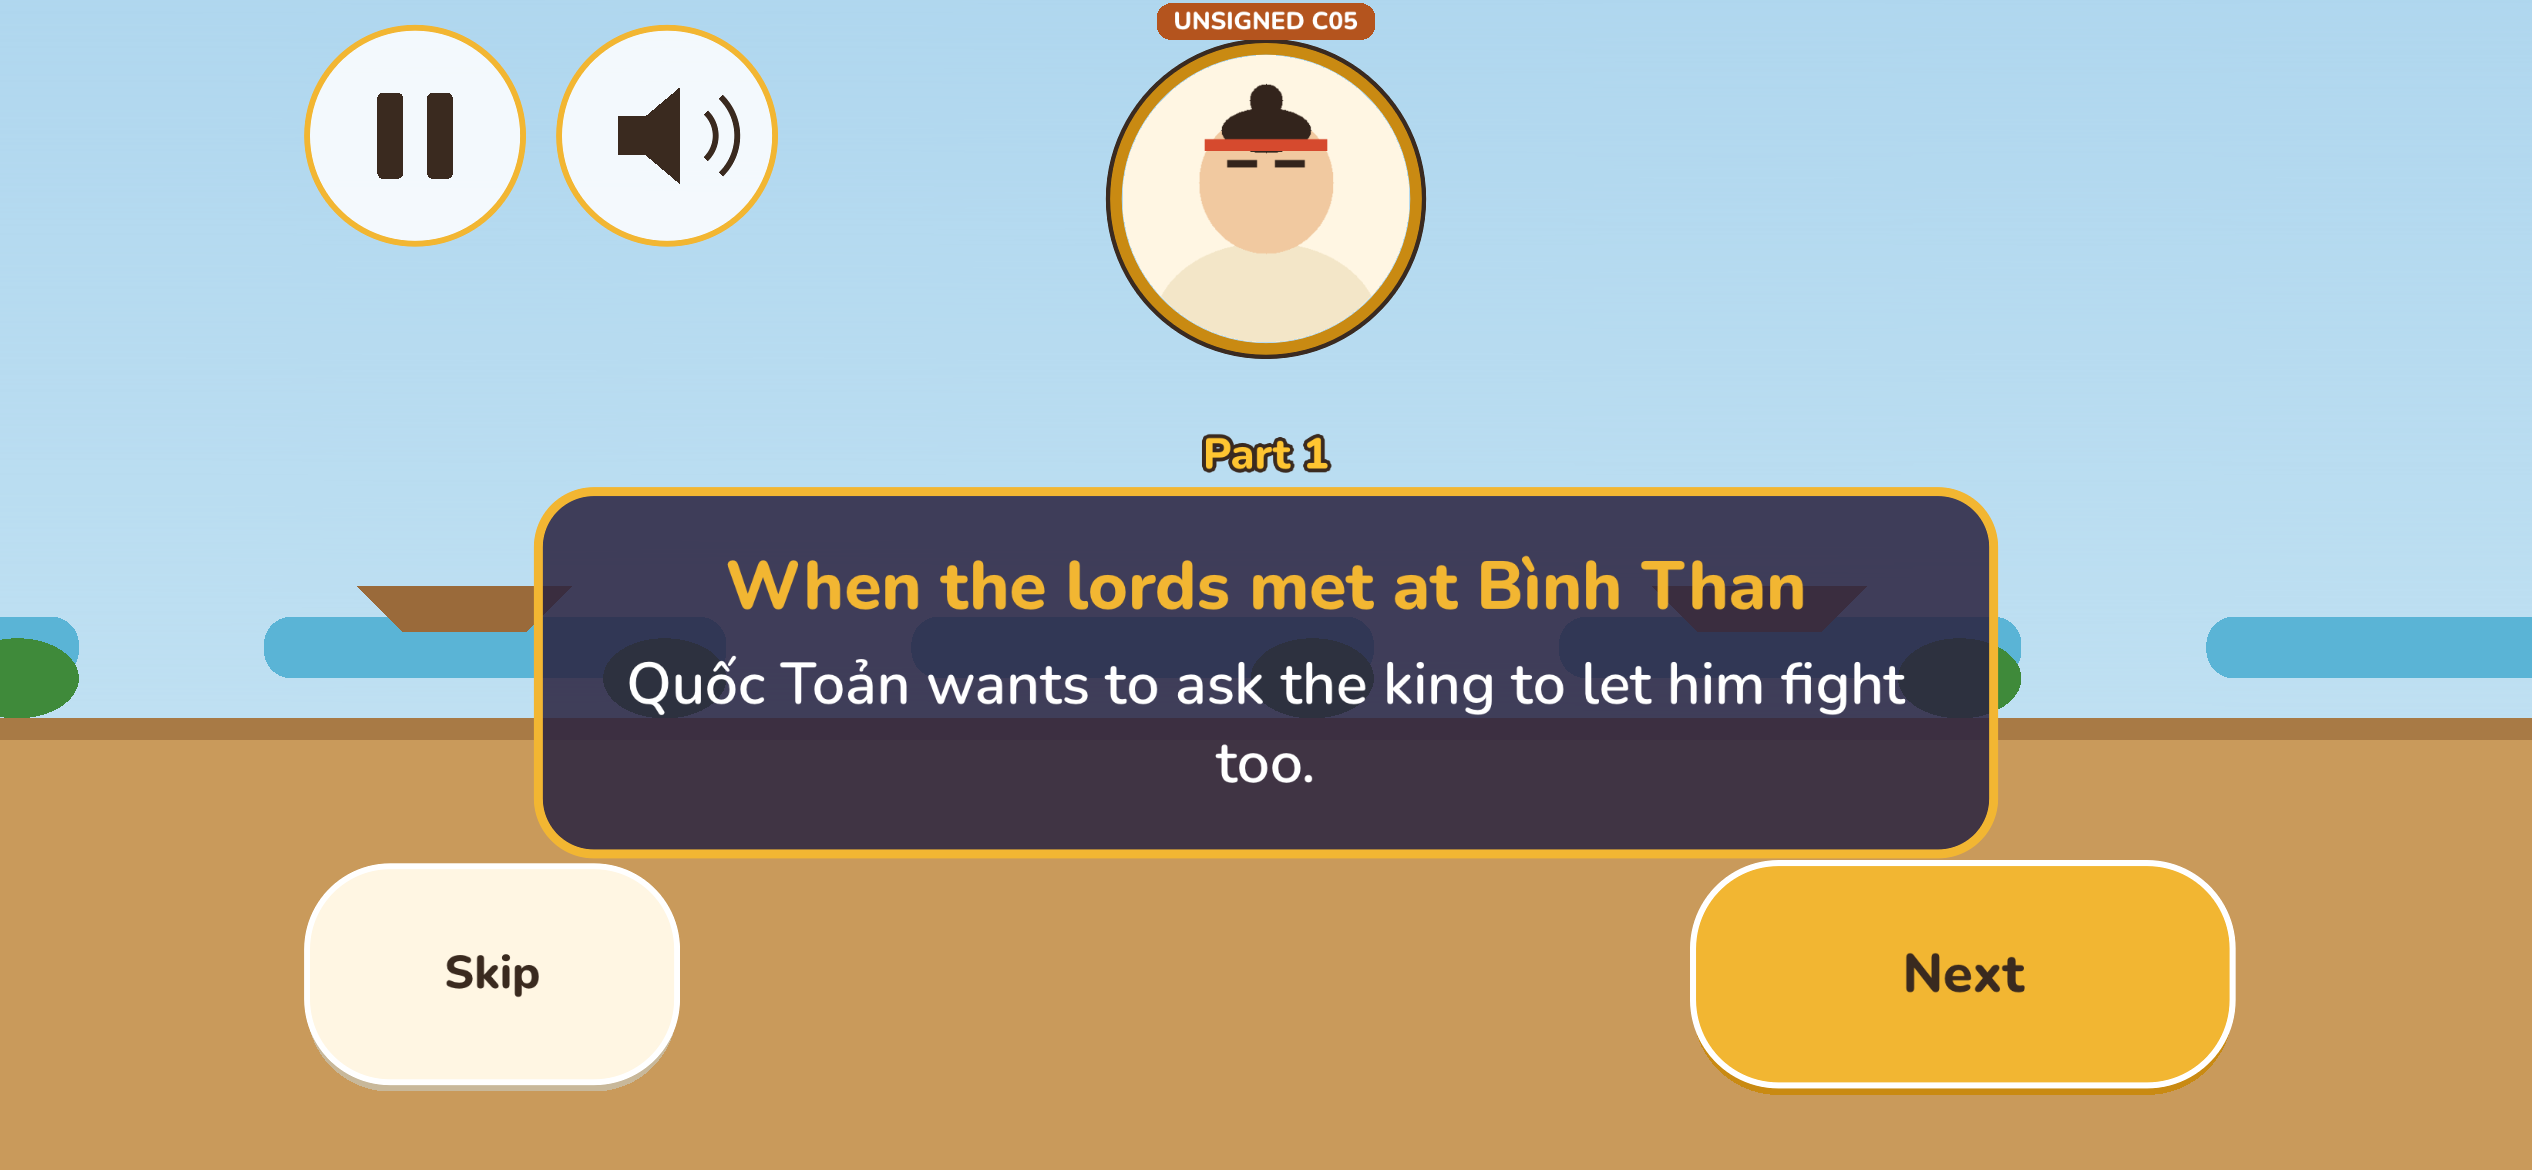 UNSIGNED C05
Part 1
When the lords met at Bình Than
Quốc Toản wants to ask the king to let him fight
too.
Skip
Next